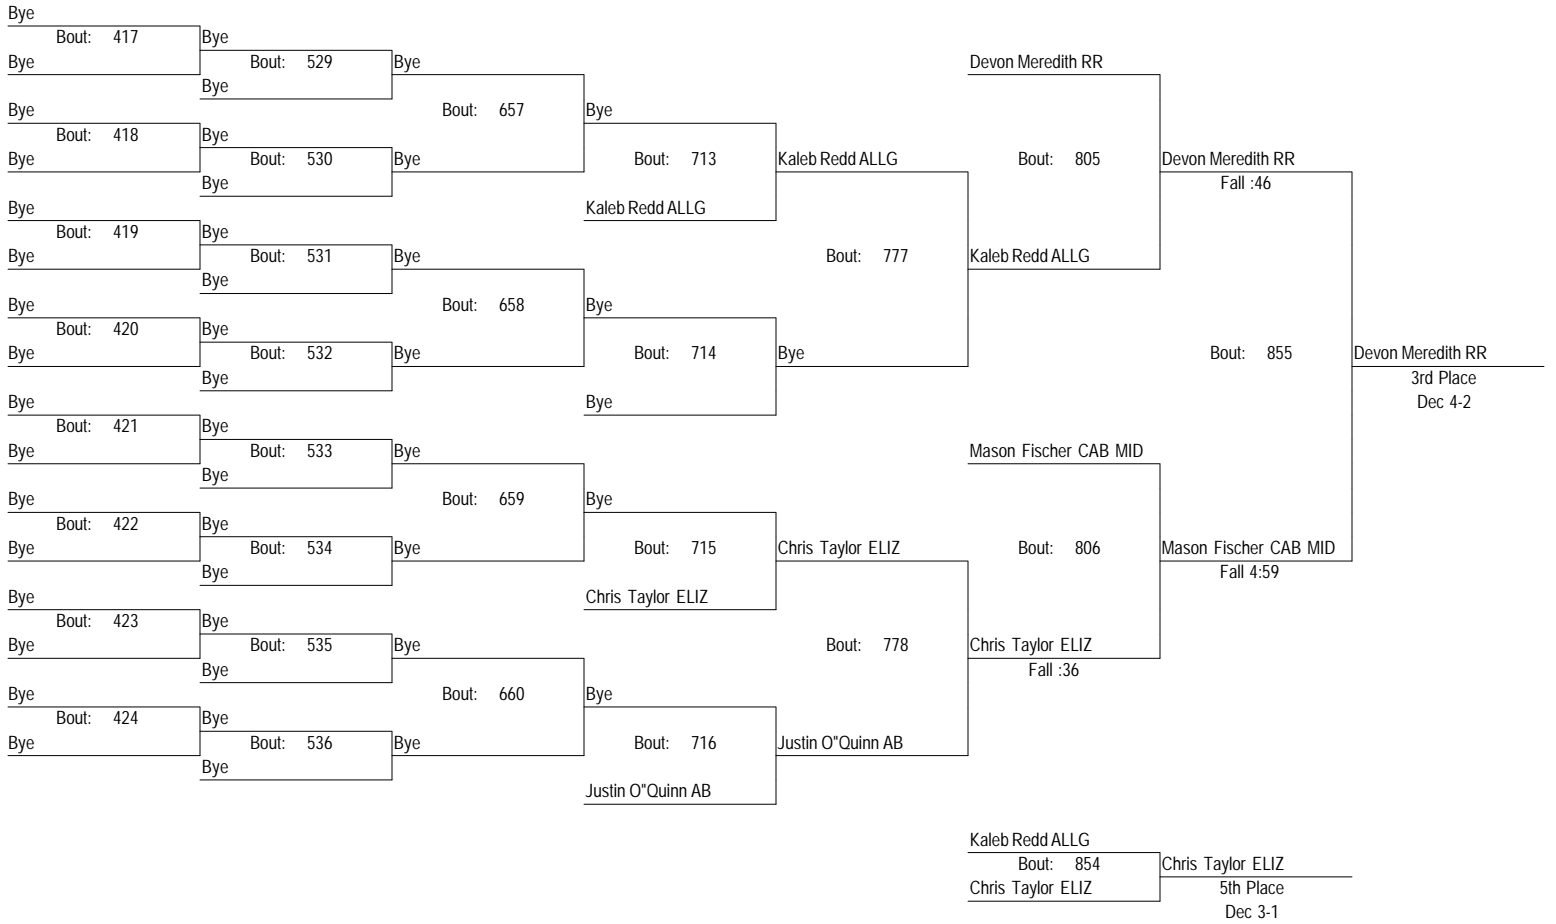 Bye
Bout: 417 Bye
Bye Bout: 529 Bye Devon Meredith RR
Bye
Bye Bout: 657 Bye
Bout: 418 Bye
Bye Bout: 530 Bye Bout: 713 Kaleb Redd ALLG Bout: 805 Devon Meredith RR
Bye Fall :46
Bye Kaleb Redd ALLG
Bout: 419 Bye
Bye Bout: 531 Bye Bout: 777 Kaleb Redd ALLG
Bye
Bye Bout: 658 Bye
Bout: 420 Bye
Bye Bout: 532 Bye Bout: 714 Bye Bout: 855 Devon Meredith RR
Bye 3rd Place
Bye Bye Dec 4-2
Bout: 421 Bye
Bye Bout: 533 Bye Mason Fischer CAB MID
Bye
Bye Bout: 659 Bye
Bout: 422 Bye
Bye Bout: 534 Bye Bout: 715 Chris Taylor ELIZ Bout: 806 Mason Fischer CAB MID
Bye Fall 4:59
Bye Chris Taylor ELIZ
Bout: 423 Bye
Bye Bout: 535 Bye Bout: 778 Chris Taylor ELIZ
Bye Fall :36
Bye Bout: 660 Bye
Bout: 424 Bye
Bye Bout: 536 Bye Bout: 716 Justin O"Quinn AB
Bye
Justin O"Quinn AB
Kaleb Redd ALLG
Bout: 854 Chris Taylor ELIZ
Chris Taylor ELIZ 5th Place
Dec 3-1